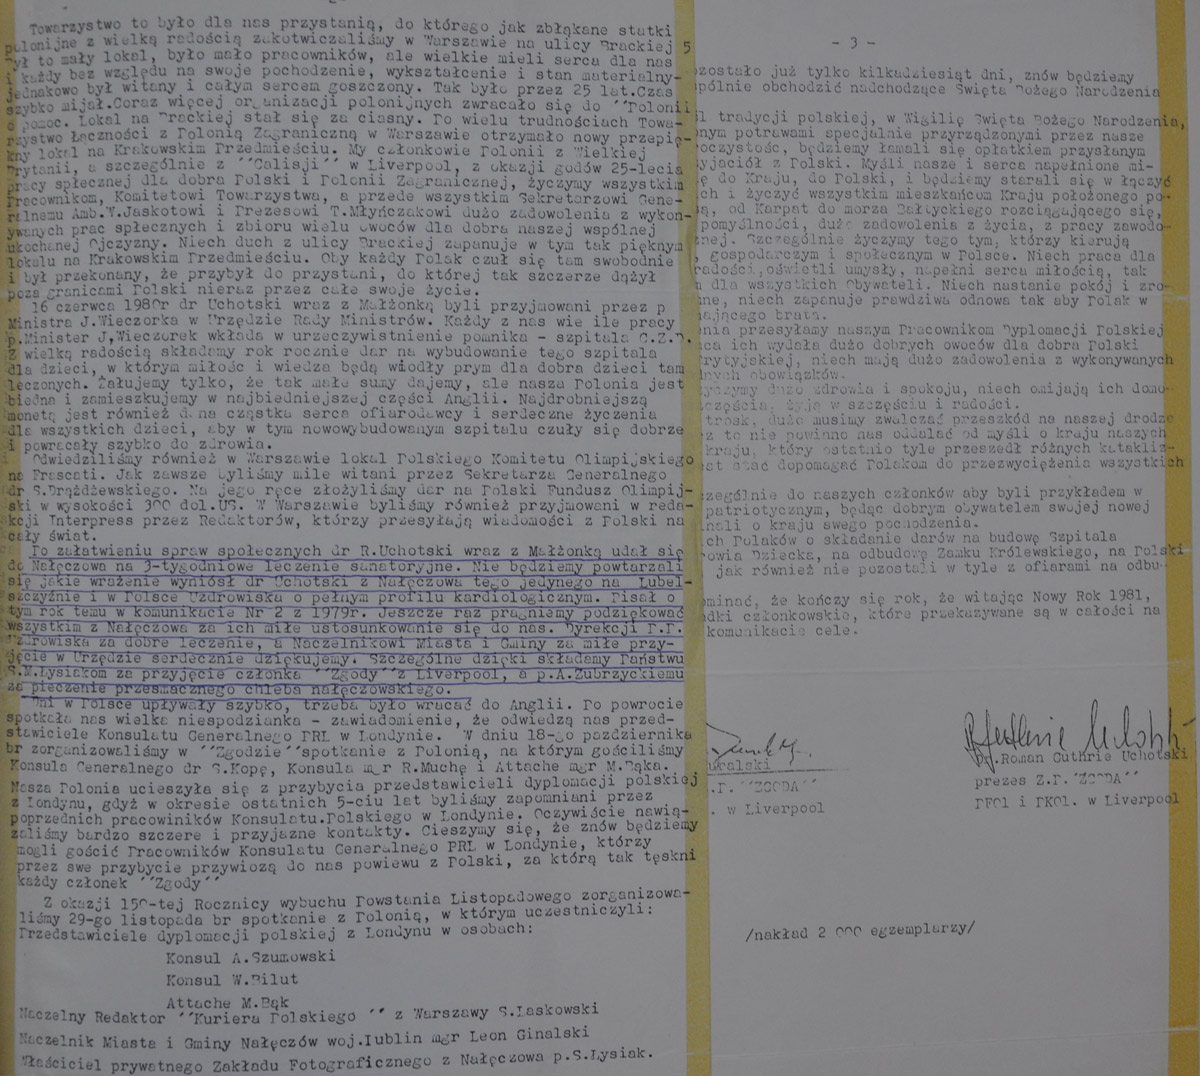 Towarzystwo to było dla nas przystanią, do którego jak zbłąkane statki
polonijne z wielką radością zakotwiczaliśmy w Warszawie na ulicy Brackiej 5
Był to mały lokal, było mało pracowników, ale wielkie mieli serca dla nas
i każdy bez względu na swoje pochodzenie, wykształcenie i stan materialny-
jednakowo był witany i całym sercem goszczony. Tak było przez 25 lat.Czas
szybko mijał.Coraz więcej organizacji polonijnych zwracało się do ''Polonii
o pomoc. Lokal na Brackiej stał się za ciasny. Po wielu trudnościach Towa-
rzystwo Łączności z Polonią Zagraniczną w Warszawie otrzymało nowy przepię-
kny lokal na Krakowskim Przedmieściu. My członkowie Polonii z Wielkiej
Brytanii, a szczególnie z ''Calisji'' w Liverpool, z okazji godów 25-lecia
pracy społecznej dla dobra Polski i Polonii Zagranicznej, życzymy wszystkim
Pracownikom, Komitetowi Towarzystwa, a przede wszystkim Sekretarzowi Gene-
ralnemu Amb.W.Jaskotowi i Prezesowi T.Młyńczakowi dużo zadowolenia z wykon-
ywanych prac społcznych i zbioru wielu owoców dla dobra naszej wspólnej
ukochanej Ojczyzny. Niech duch z ulicy Brackiej zapanuje w tym tak pięknym
lokalu na Krakowskim Przedmieściu. Oby każdy Polak czuł się tam swobodnie
i był przekonany, że przybył do przystani, do której tak szczerze dążył
poza granicami Polski nieraz przez całe swoje życie.
16 czerwca 1980r dr Uchotski wraz z Małżonką byli przyjmowani przez p
Ministra J.Wieczorka w Urzędzie Rady Ministrów. Każdy z nas wie ile pracy
p.Minister J,Wieczorek wkłada w urzeczywistnienie pomnika - szpitala C.Z.D.
Z wielką radością składamy rok rocznie dar na wybudowanie tego szpitala
dla dzieci, w którym miłośc i wiedza będą wiodły prym dla dobra dzieci tam
leczonych. Żałujemy tylko, że tak małe sumy dajemy, ale nasza Polonia jest
biedna i zamieszkujemy w najbiedniejszej części Anglii. Najdrobniejszą
monetą jest również dana cząstka serca ofiarodawcy i serdeczne życzenia
dla wszystkich dzieci, aby w tym nowowybudowanym szpitalu czuły się dobrze
i powracały szybko do zdrowia.
Odwiedziliśmy również w Warszawie lokal Polskiego Komitetu Olimpijskiego
na Frascati. Jak zawsze byliśmy mile witani przez Sekretarza Generalnego
dr S.Drążdżewskiego. Na jego ręce złożyliśmy dar na Polski Fundusz Olimpij-
ski w wysokości 300 dol.US. W Warszawie byliśmy również przyjmowani w reda-
kcji Interpress przez Redaktorów, którzy przesyłają wiadomości z Polski na
cały świat.
Po załatwieniu spraw społecznych dr R.Uchotski wraz z Małżonką udał się
do Nałęczowa na 3-tygodniowe leczenie sanatoryjne. Nie będziemy powtarzali
się jakie wrażenie wyniósł dr Uchotski z Nałęczowa tego jedynego na Lubel-
szczyźnie i w Polsce Uzdrowiska o pełnym profilu kardiologicznym. Pisał o
tym rok temu w komunikacie Nr 2 z 1979r. Jeszcze raz pragniemy podziękować
wszystkim z Nałęczowa za ich miłe ustosunkowanie się do nas. Dyrekcji P.P.
Uzdrowiska za dobre leczenie, a Naczelnikowi Miasta i Gminy za miłe przy-
jęcie w Urzędzie serdecznie dziękujemy. Szczególne dzięki składamy Państwu
S.M.Łysiakom za przyjęcie członka ''Zgody'' z Liverpool, a p.A.Zubrzyckiemu
za pieczenie przesmacznego chleba nałęczowskiego.
Dni w Polsce upływały szybko, trzeba było wracać do Anglii. Po powrocie
spotkała nas wielka niespodzianka - zawiadomienie, że odwiedzą nas przed-
stawiciele Konsulatu Generalnego PRL w Londynie. W dniu 18-go pazdziernika
br zorganizowaliśmy w ''Zgodzie''spotkanie z Polonią, na którym gościliśmy
Konsula Generalnego dr S.Kopę, Konsula mgr R.Muchę i Attache mgr M.Bąka.
Nasza Polonia ucieszyła się z przybycia przedstawicieli dyplomacji polskiej
z Londynu, gdyż w okresie ostatnich 5-ciu lat byliśmy zapomniani przez
poprzednich pracowiników Konsulatu.Polskiego w Londynie. Oczywiście nawią-
zaliśmy bardzo szczere i przyjazne kontakty. Cieszymy się, że znów będziemy
mogli gościć Pracowników Konsulatu Generalnego PRL w Londynie, którzy
przez swe przybycie przywiozą do nas powiewu z Polski, za którą tak tęskni
każdy członek ''Zgody''
Z okazji 150-tej Rocznicy wybuchu Powstania Listopadowego zorganizowa-
liśmy 29-go listopada br spotkanie z Polonią, w którym uczestniczyli:
Przedstawiciele dyplomacji polskiej z Londynu w osobach:
Konsul A.Szumowski
Konsul W.Bilut
Attache M.Bąk
Naczelny Redaktor ''Kuriera Polskiego '' z Warszawy S.Laskowski
Naczelnik Miasta i Gminy Nałęczów woj.Lublin mgr Leon Ginalski
Właściciel prywatnego Zakładu Fotograficznego z Nałęczowa p.S.Łysiak.
- 3 -
zostało już tylko kilkadziesiąt dni, znów będziemy
pólnie obchodzić nadchodzące Święta Bożego Narodzenia
tradycji polskiej, w Wigilię Święta Bożego Narodzenia,
nym potrawami specjalnie przyrządzonymi przez nasze
oczystość, będziemy łamali się opłatkiem przysłanym
yjaciół z Polski. Myśli nasze i serca napełnione mi-
ę do Kraju, do Polski, i będziemy starali się w łączyć
ch i życzyć wszystkim mieszkańcom Kraju położonego po-
ą, od Karpat do morza Bałtyckiego rozciągającego się,
pomyślności, dużo zadowolenia z życia, z pracy zawodo-
znej. Szczególnie życzymy tego tym, którzy kierują
, gospodarczym i społecznym w Polsce. Niech praca da
radości,oświetli umysły, napełni serca miłością, tak
dla wszystkich Obywateli. Niech nastanie pokój i zro-
ne, niech zapanuje prawdziwa odnowa tak aby Polak w
ającego brata.
nia przesyłamy naszym Pracownikom Dyplomacji Polskiej
ca ich wydała dużo dobrych owoców dla dobra Polski
rytyjskiej, niech mają dużo zadowolenia z wykonywanych
nych obowiązków.
yczymy dużo zdrowia i spokoju, niech omijają ich domo-
częścia, żyją w szczęściu i radości.
trosk, dużo musimy zwalczać przeszkód na naszej drodze
z to nie powinno nas oddalać od myśli o kraju naszych
kraju, który ostatnio tyle przeszedł różnych katakliz-
st stać dopomagać Polakom do przezwyciężenia wszystkich
zególnie do naszych członków aby byli przykładem w
patriotycznym, będąc dobrym obywatelem swojej nowej
nali o kraju swego pochodzenia.
ch Polaków o składanie darów na budowę Szpitala
rowia Dziecka, na odbudowę Zamku Królewskiego, na Polski
jak również nie pozostali w tyle z ofiarami na odbu-
ominać, że kończy się rok, że witając Nowy Rok 1981,
dki członkowskie, które przekazywane są w całości na
komunikacie cele.
uralski
.P. ''ZGODA''
. w Liverpool
.Roman Guthrie Uchotski
prezes Z.P.''ZGODA''
PFOl i PKOl. w Liverpool
/nakład 2 000 egzemplarzy/